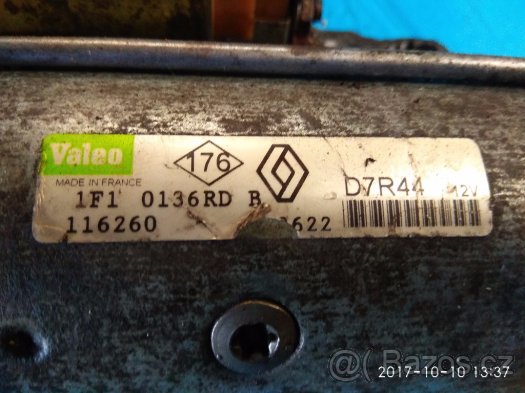 Valeo
176
MADE IN FRANCE
1F1 0136RD B
116260
622
D7R44
12V
Bazos.cz
2017-10-10 13:37